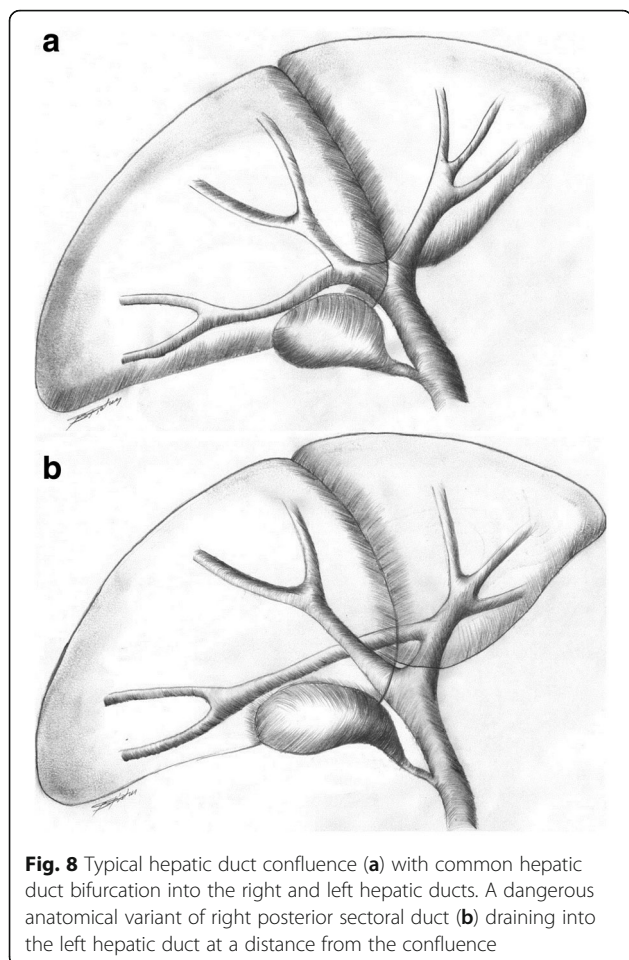 a
b
Fig. 8 Typical hepatic duct confluence (a) with common hepatic
duct bifurcation into the right and left hepatic ducts. A dangerous
anatomical variant of right posterior sectoral duct (b) draining into
the left hepatic duct at a distance from the confluence